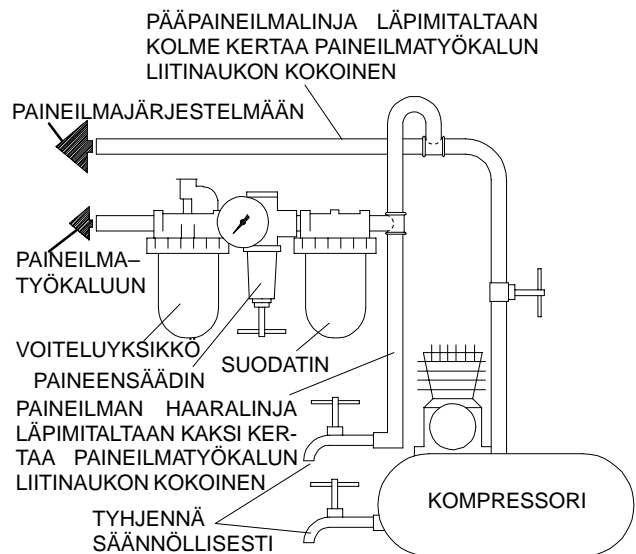 PÄÄPAINEILMALINJA LÄPIMITALTAAN
KOLME KERTAA PAINEILMATYÖKALUN
LIITINAUKON KOKOINEN
PAINEILMAJÄRJESTELMÄÄN
PAINEILMA–
TYÖKALUUN
VOITELUYKSIKKÖ
SUODATIN
PAINEENSÄÄDIN
PAINEILMAN HAARALINJA
LÄPIMITALTAAN KAKSI KER-
TAA PAINEILMATYÖKALUN
LIITINAUKON KOKOINEN
KOMPRESSORI
TYHJENNÄ
SÄÄNNÖLLISESTI